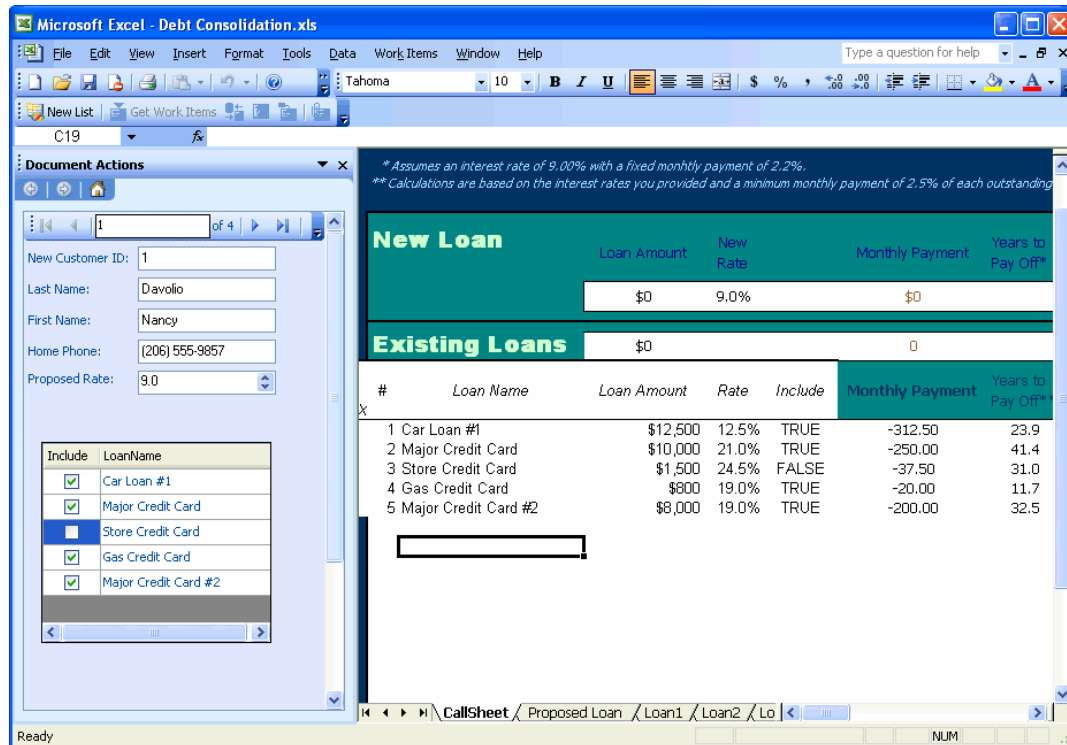 Microsoft Excel - Debt Consolidation.xls
File Edit View Insert Format Tools Data Work Items Window Help Type a question for help
Tahoma 10 B I U $ % ,
New List Get Work Items
C19 fx
Document Actions
1 of 4
New Customer ID: 1
Last Name: Davolio
First Name: Nancy
Home Phone: (206) 555-9857
Proposed Rate: 9.0
Include LoanName
Car Loan #1
Major Credit Card
Store Credit Card
Gas Credit Card
Major Credit Card #2
* Assumes an interest rate of 9.00% with a fixed monhtly payment of 2.2%.
** Calculations are based on the interest rates you provided and a minimum monthly payment of 2.5% of each outstanding
New Loan Loan Amount New Rate Monthly Payment Years to Pay Off*
$0 9.0% $0
Existing Loans $0 0
# Loan Name Loan Amount Rate Include Monthly Payment Years to Pay Off**
X
1 Car Loan #1 $12,500 12.5% TRUE -312.50 23.9
2 Major Credit Card $10,000 21.0% TRUE -250.00 41.4
3 Store Credit Card $1,500 24.5% FALSE -37.50 31.0
4 Gas Credit Card $800 19.0% TRUE -20.00 11.7
5 Major Credit Card #2 $8,000 19.0% TRUE -200.00 32.5
CallSheet Proposed Loan Loan1 Loan2 Lo
Ready NUM